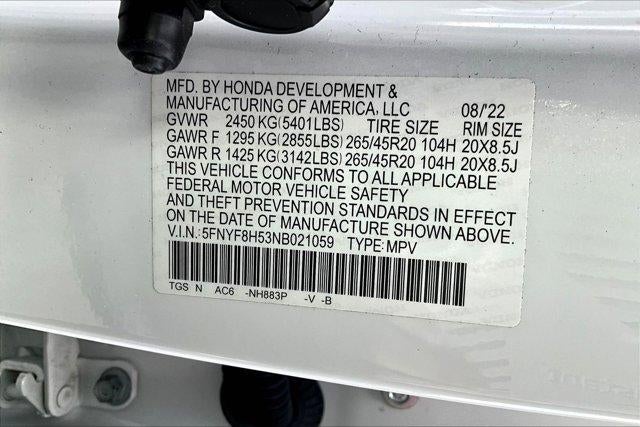 MFD. BY HONDA DEVELOPMENT &
MANUFACTURING OF AMERICA, LLC 08/'22
GVWR 2450 KG(5401LBS) TIRE SIZE RIM SIZE
GAWR F 1295 KG(2855LBS) 265/45R20 104H 20X8.5J
GAWR R 1425 KG(3142LBS) 265/45R20 104H 20X8.5J
THIS VEHICLE CONFORMS TO ALL APPLICABLE
FEDERAL MOTOR VEHICLE SAFETY
AND THEFT PREVENTION STANDARDS IN EFFECT
ON THE DATE OF MANUFACTURE SHOWN ABOVE.
V.I.N.: 5FNYF8H53NB021059 TYPE: MPV
TGS N AC6 -NH883P -V -B